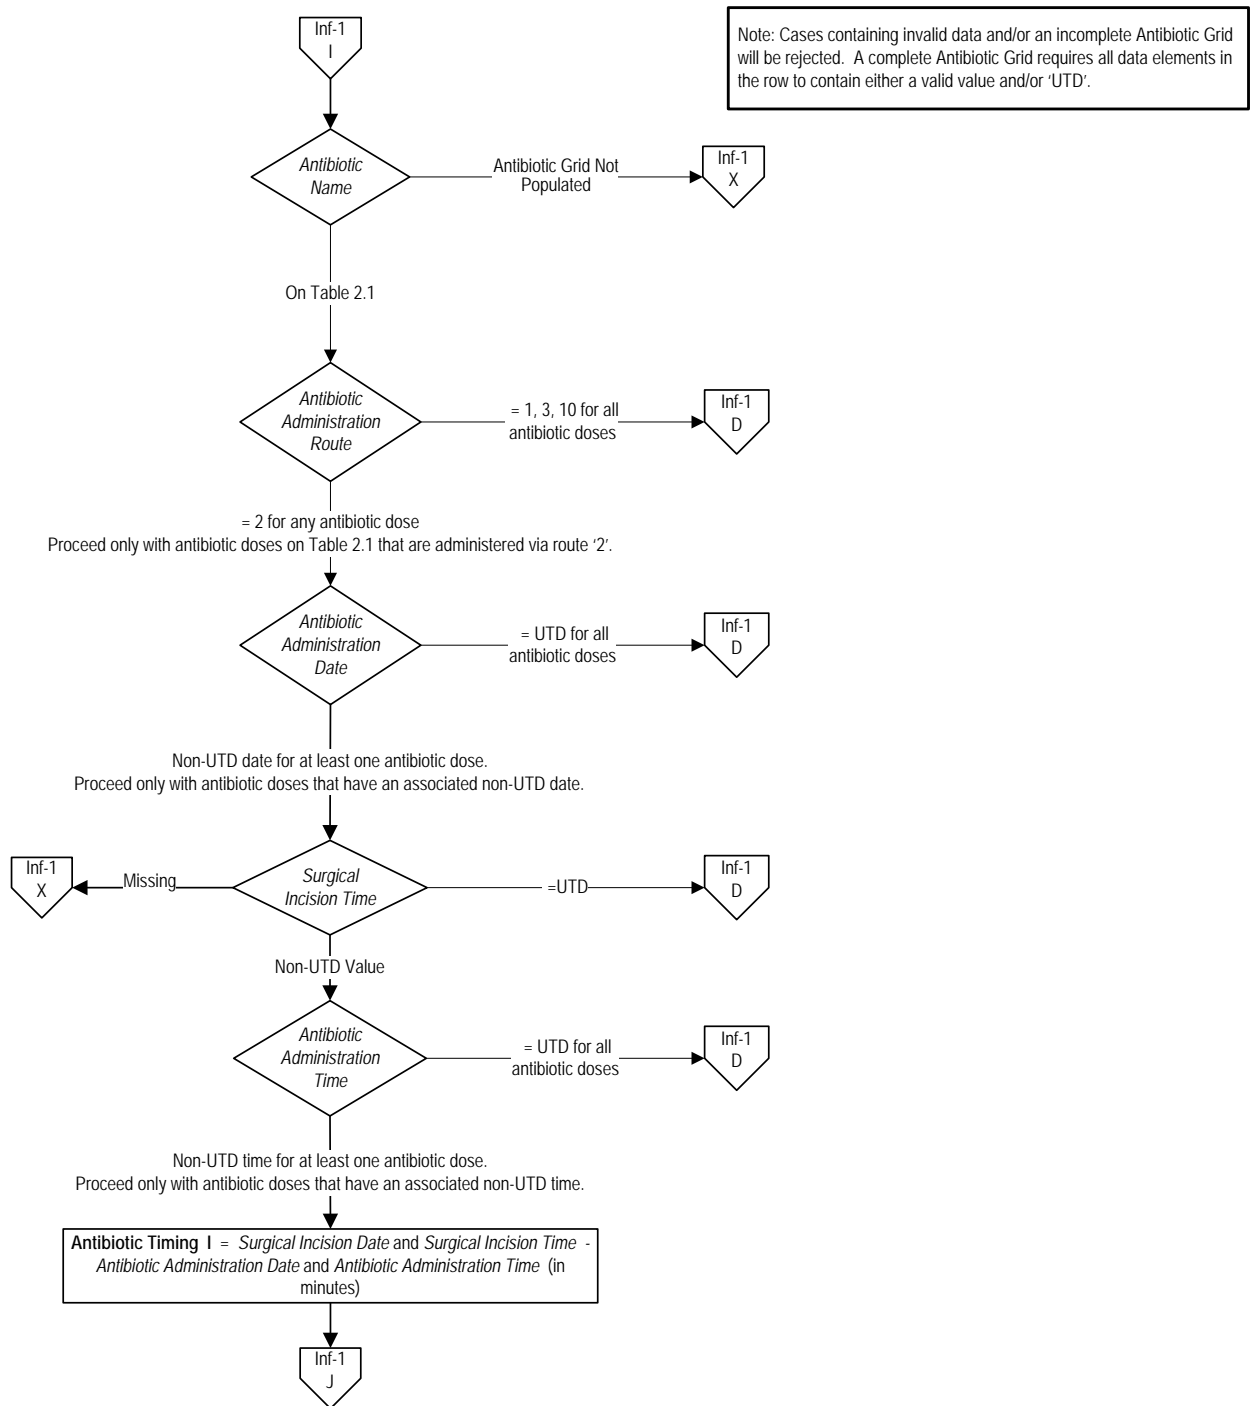 Inf-1
I
Note: Cases containing invalid data and/or an incomplete Antibiotic Grid
will be rejected.  A complete Antibiotic Grid requires all data elements in
the row to contain either a valid value and/or ‘UTD’.
Antibiotic
Name
Antibiotic Grid Not
Populated
Inf-1
X
On Table 2.1
Antibiotic
Administration
Route
= 1, 3, 10 for all
antibiotic doses
Inf-1
D
= 2 for any antibiotic dose
Proceed only with antibiotic doses on Table 2.1 that are administered via route ‘2’.
Antibiotic
Administration
Date
= UTD for all
antibiotic doses
Inf-1
D
Non-UTD date for at least one antibiotic dose.
Proceed only with antibiotic doses that have an associated non-UTD date.
Inf-1
X
Missing
Surgical
Incision Time
=UTD
Inf-1
D
Non-UTD Value
Antibiotic
Administration
Time
= UTD for all
antibiotic doses
Inf-1
D
Non-UTD time for at least one antibiotic dose.
Proceed only with antibiotic doses that have an associated non-UTD time.
Antibiotic Timing I = Surgical Incision Date and Surgical Incision Time -
Antibiotic Administration Date and Antibiotic Administration Time (in
minutes)
Inf-1
J